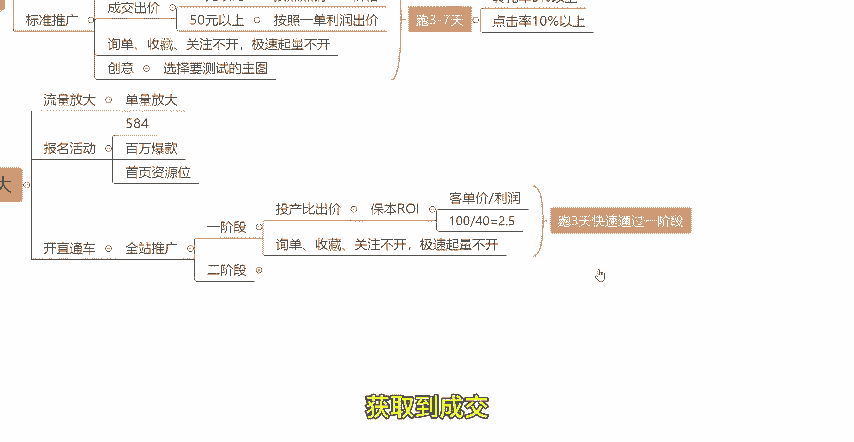 标准推广
成交出价
50元以上
按照一单利润出价
询单、收藏、关注不开，极速起量不开
创意
选择要测试的主图
跑3-7天
点击率10%以上
流量放大
单量放大
报名活动
584
百万爆款
首页资源位
大
开直通车
全站推广
一阶段
投产比出价
保本ROI
客单价/利润
100/40=2.5
询单、收藏、关注不开，极速起量不开
跑3天快速通过一阶段
二阶段
获取到成交